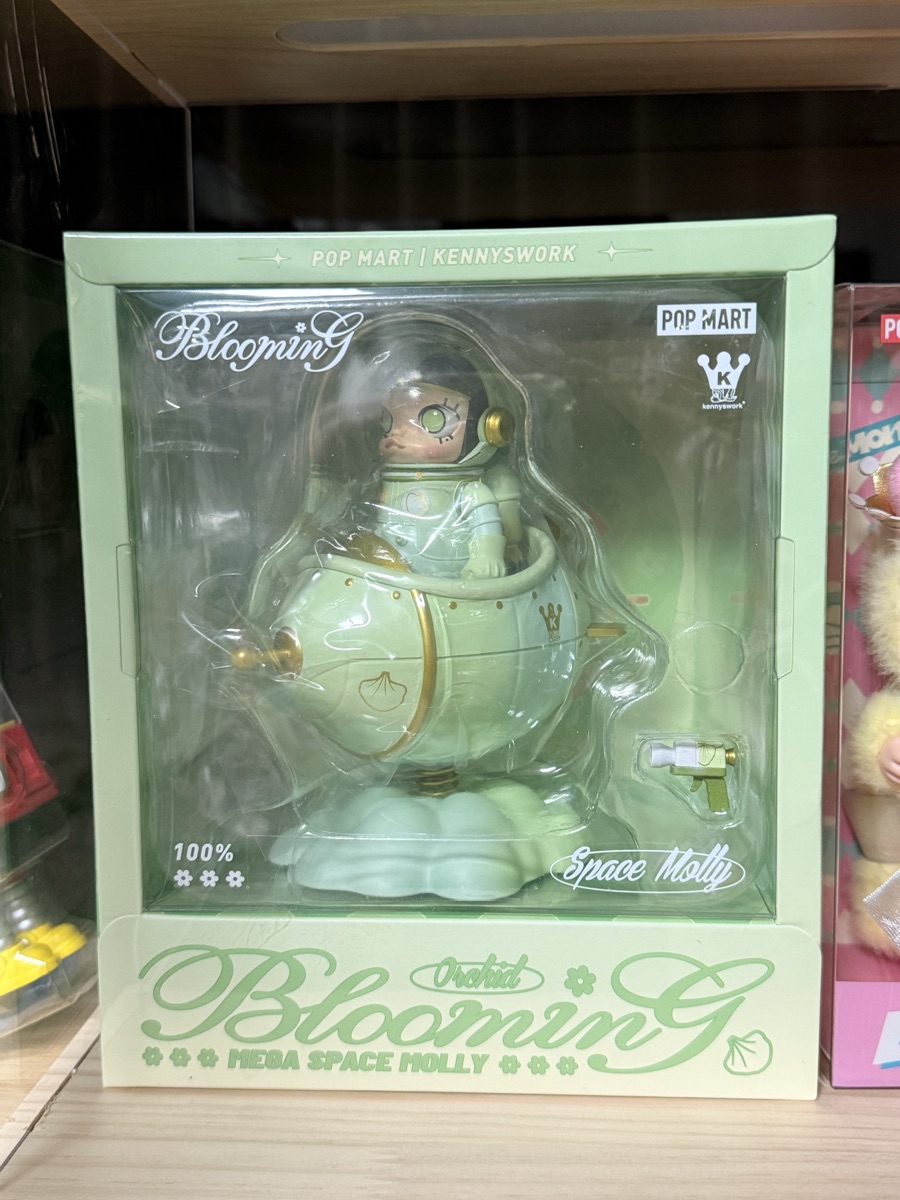 POP MART | KENNYSWORK
BloominG
POP MART
K
kennyswork
K
100%
Space Molly
Orchid
BloominG
MEGA SPACE MOLLY